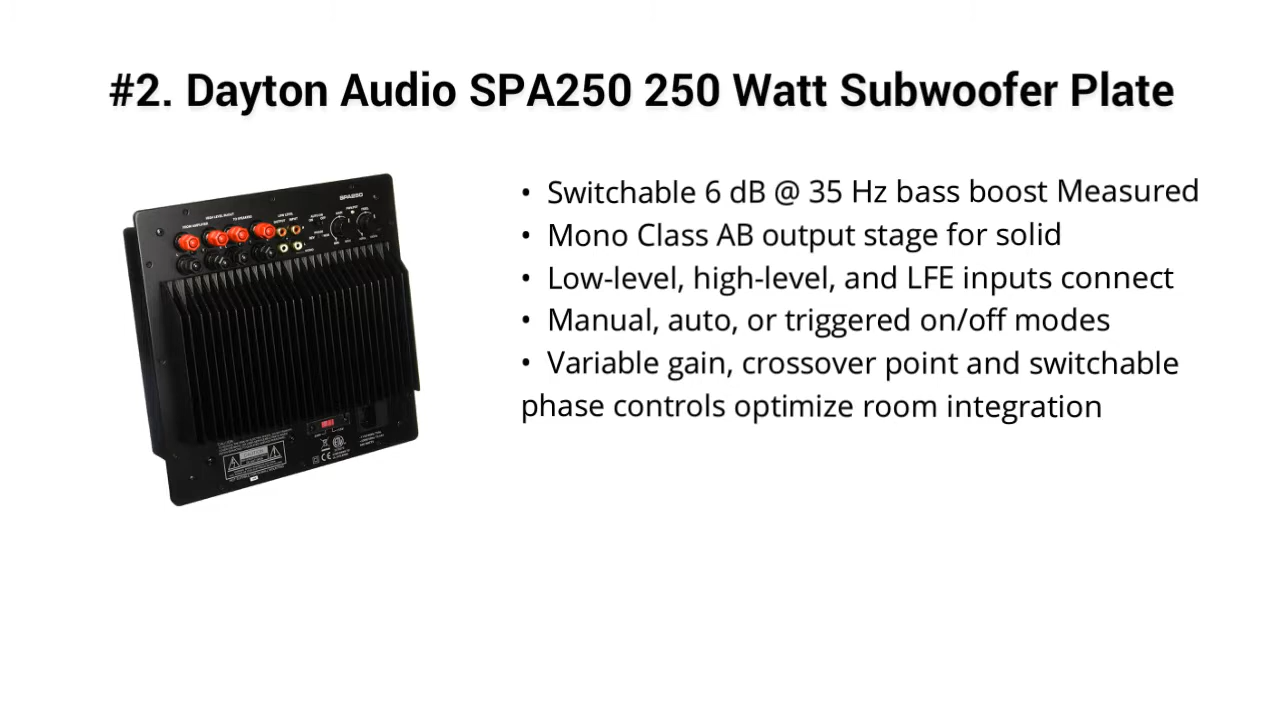 #2. Dayton Audio SPA250 250 Watt Subwoofer Plate
• Switchable 6 dB @ 35 Hz bass boost Measured
• Mono Class AB output stage for solid
• Low-level, high-level, and LFE inputs connect
• Manual, auto, or triggered on/off modes
• Variable gain, crossover point and switchable
phase controls optimize room integration
SPA250